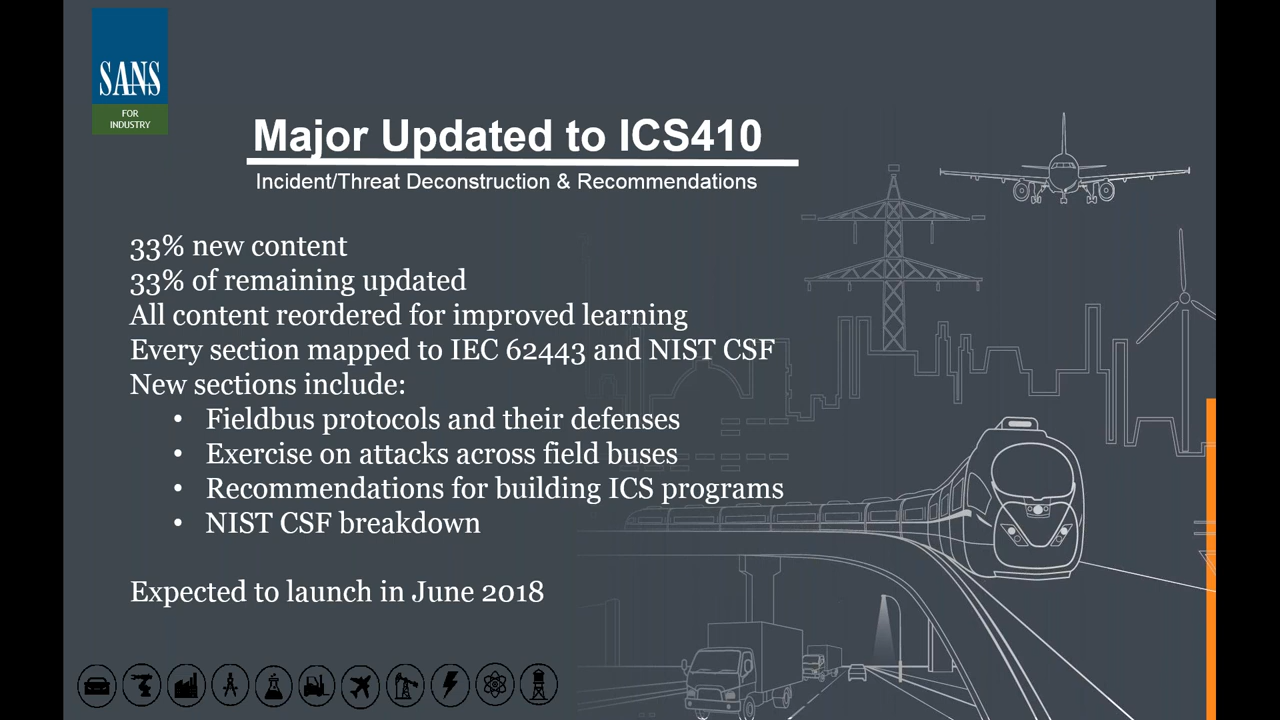 SANS
FOR
INDUSTRY
Major Updated to ICS410
Incident/Threat Deconstruction & Recommendations
33% new content
33% of remaining updated
All content reordered for improved learning
Every section mapped to IEC 62443 and NIST CSF
New sections include:
• Fieldbus protocols and their defenses
• Exercise on attacks across field buses
• Recommendations for building ICS programs
• NIST CSF breakdown
Expected to launch in June 2018